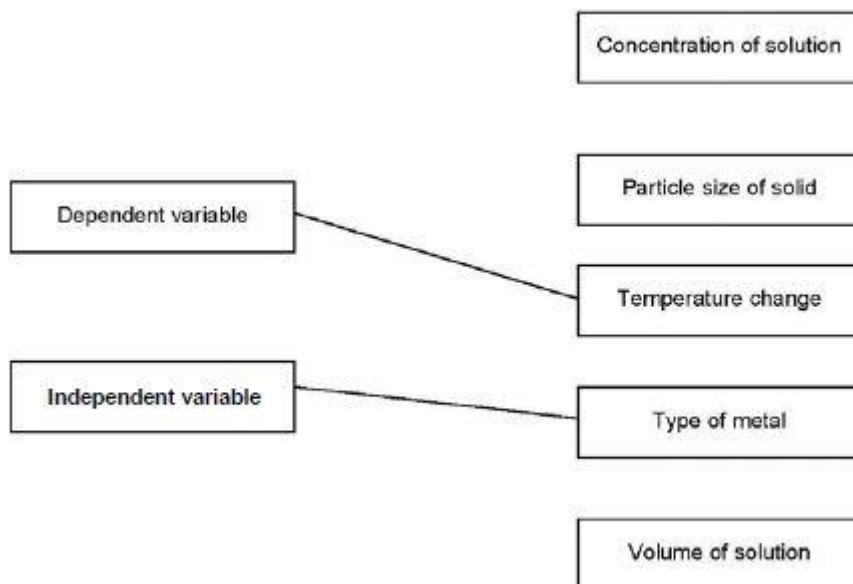 Concentration of solution
Particle size of solid
Dependent variable
Temperature change
Independent variable
Type of metal
Volume of solution